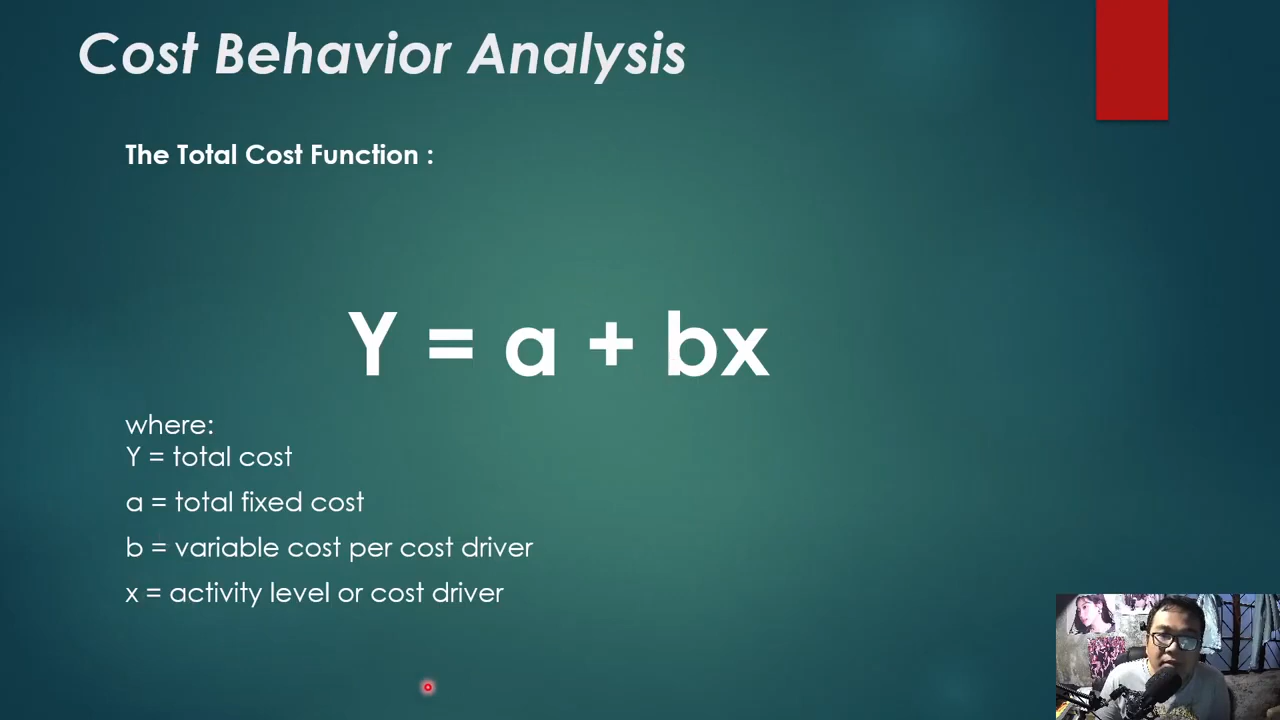 Cost Behavior Analysis
The Total Cost Function :
Y = a + bx
where:
Y = total cost
a = total fixed cost
b = variable cost per cost driver
x = activity level or cost driver